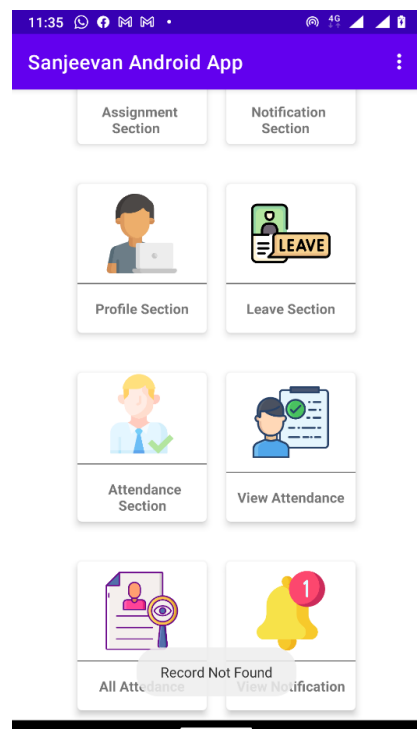 11:35
4G
Sanjeevan Android App
Assignment
Section
Notification
Section
LEAVE
Profile Section
Leave Section
Attendance
Section
View Attendance
1
Record Not Found
All Attedance
View Notification